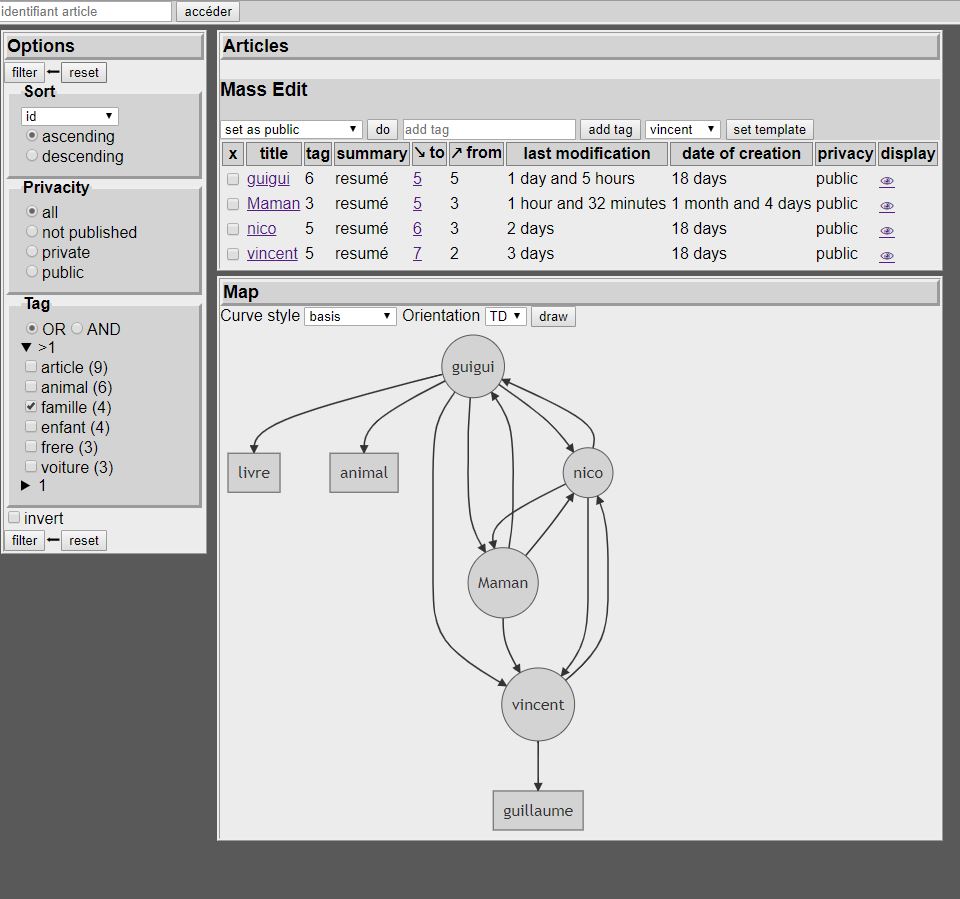 identifiant article accéder
Options
filter reset
Sort
id
ascending
descending
Privacity
all
not published
private
public
Tag
OR AND
>1
article (9)
animal (6)
famille (4)
enfant (4)
frere (3)
voiture (3)
1
invert
filter reset
Articles
Mass Edit
set as public do add tag add tag vincent set template
x title tag summary ↘ to ↗ from last modification date of creation privacy display
guigui 6 resumé 5 5 1 day and 5 hours 18 days public
Maman 3 resumé 5 3 1 hour and 32 minutes 1 month and 4 days public
nico 5 resumé 6 3 2 days 18 days public
vincent 5 resumé 7 2 3 days 18 days public
Map
Curve style basis Orientation TD draw
guigui
livre animal nico
Maman
vincent
guillaume